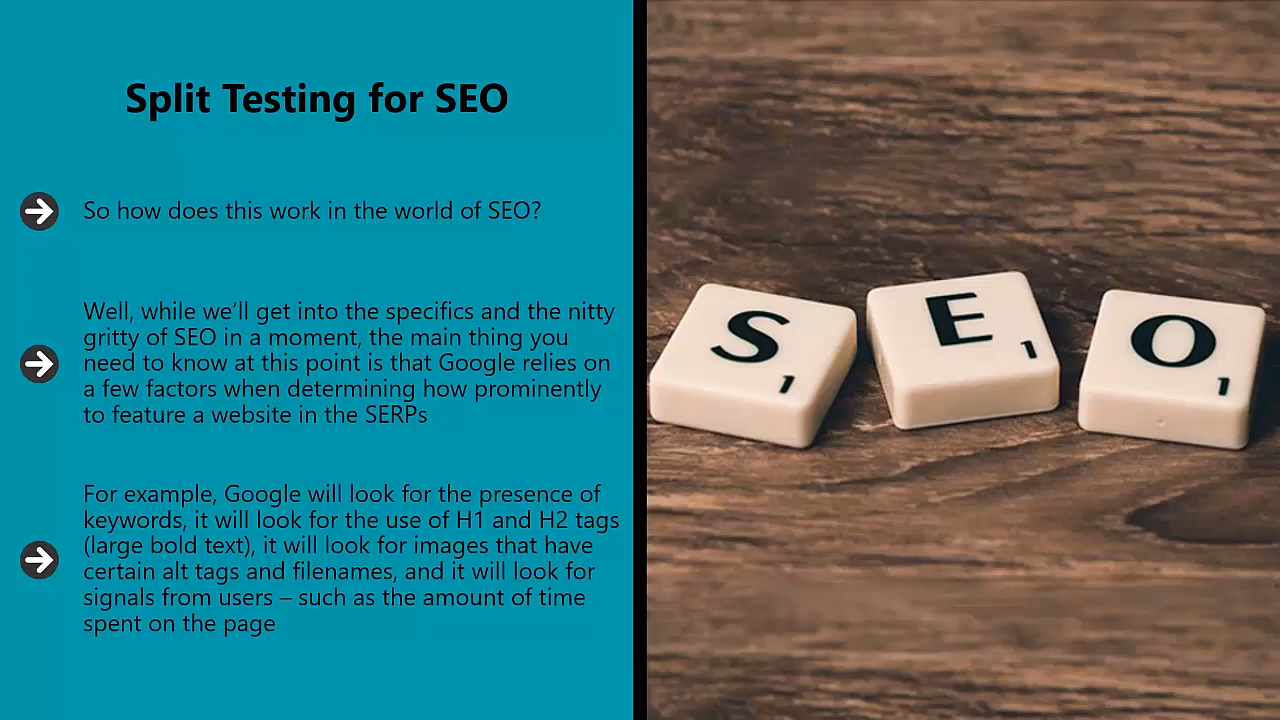 Split Testing for SEO
So how does this work in the world of SEO?
Well, while we’ll get into the specifics and the nitty
gritty of SEO in a moment, the main thing you
need to know at this point is that Google relies on
a few factors when determining how prominently
to feature a website in the SERPs
For example, Google will look for the presence of
keywords, it will look for the use of H1 and H2 tags
(large bold text), it will look for images that have
certain alt tags and filenames, and it will look for
signals from users – such as the amount of time
spent on the page
S1 E1 O1